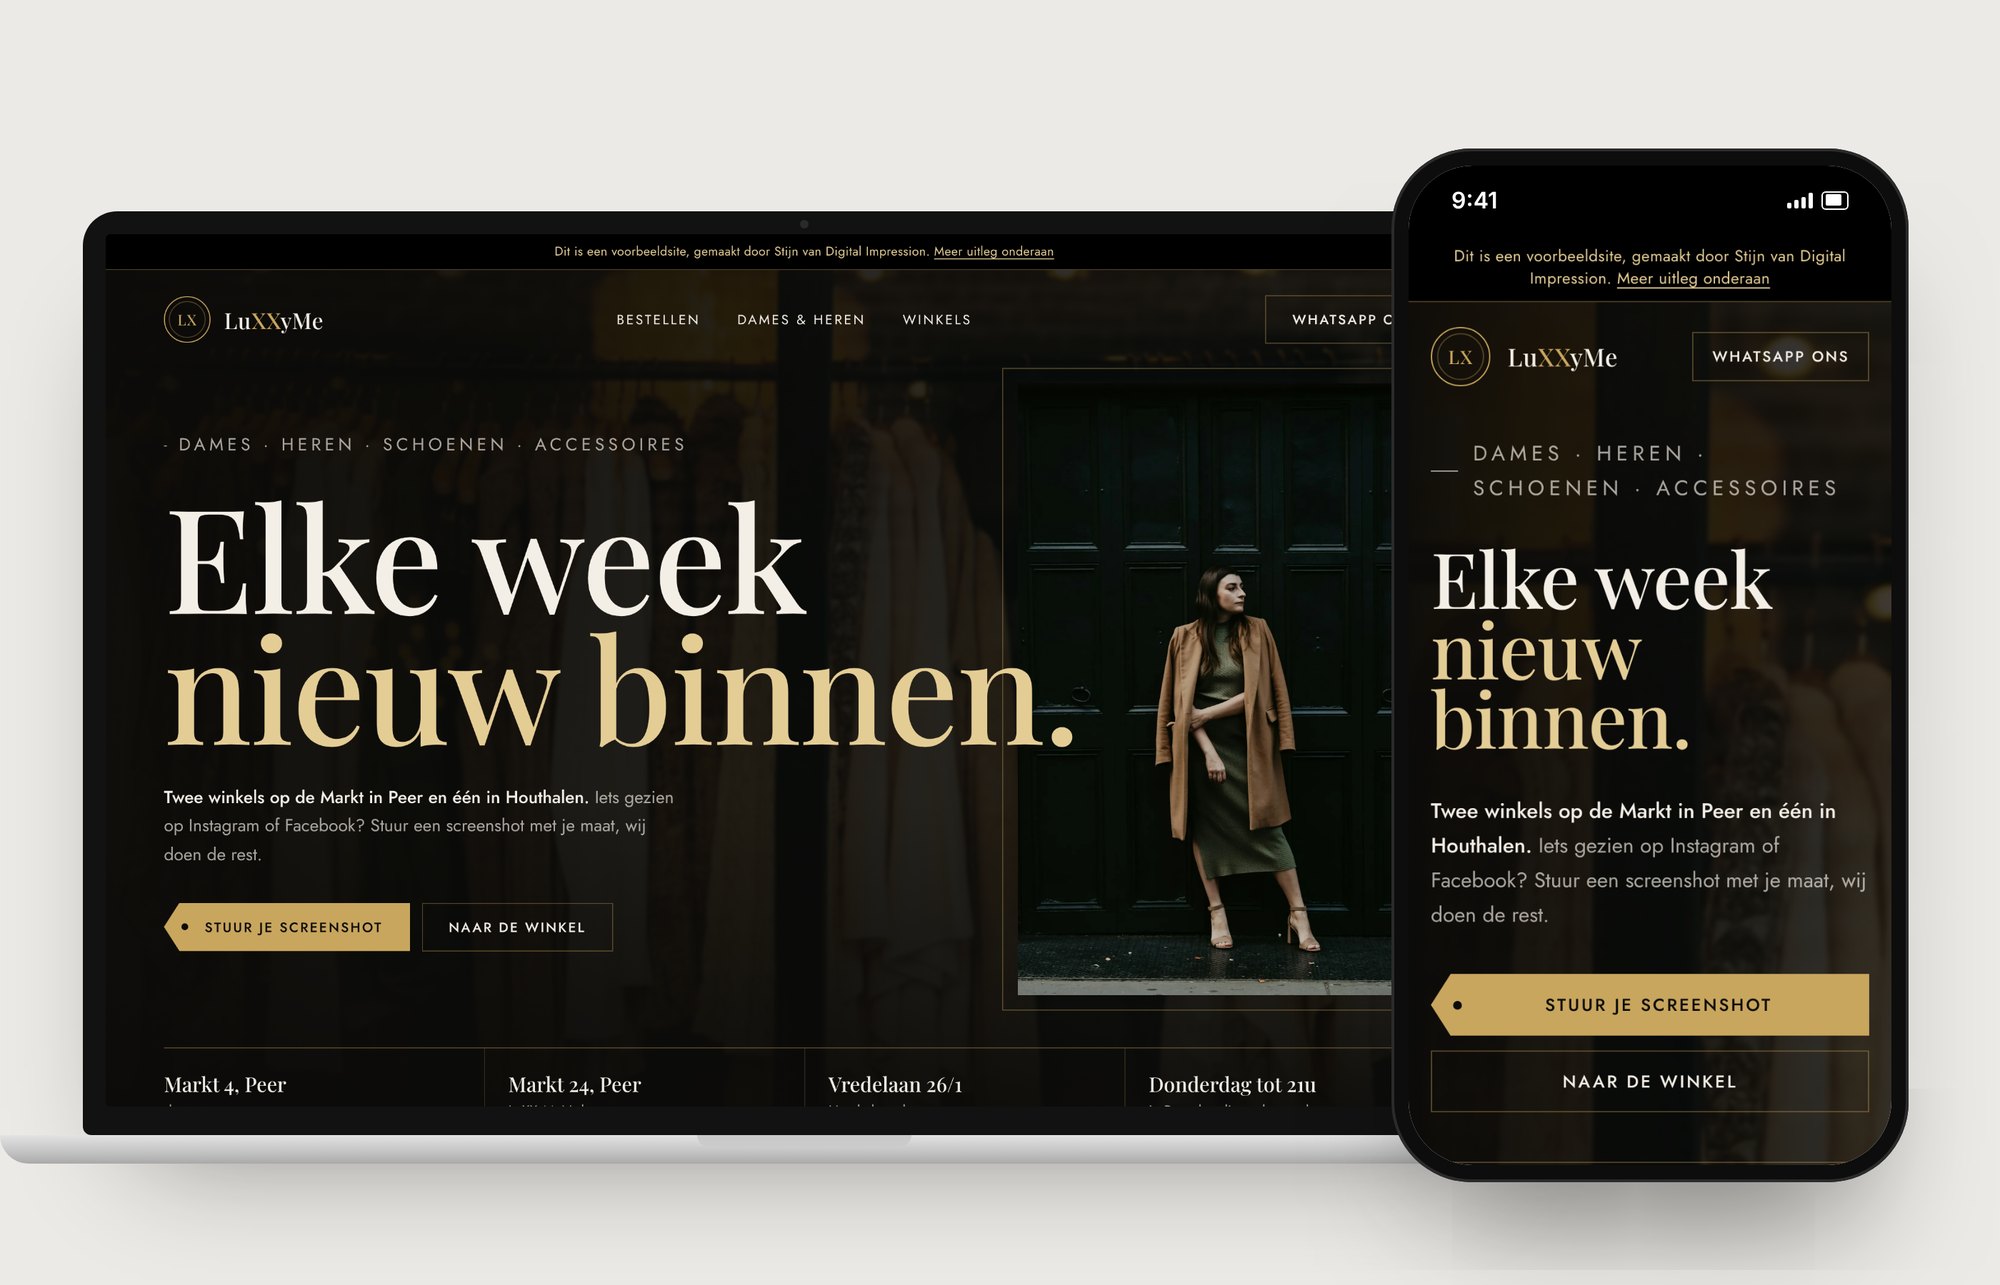 Dit is een voorbeeldsite, gemaakt door Stijn van Digital Impression. Meer uitleg onderaan
LX LuXXyMe
BESTELLEN DAMES & HEREN WINKELS
WHATSAPP
- DAMES · HEREN · SCHOENEN · ACCESSOIRES
Elke week
nieuw binnen.
Twee winkels op de Markt in Peer en één in Houthalen. Iets gezien
op Instagram of Facebook? Stuur een screenshot met je maat, wij
doen de rest.
STUUR JE SCREENSHOT
NAAR DE WINKEL
Markt 4, Peer
Markt 24, Peer
Vredelaan 26/1
Donderdag tot 21u
9:41
Dit is een voorbeeldsite, gemaakt door Stijn van Digital
Impression. Meer uitleg onderaan
LX LuXXyMe
WHATSAPP ONS
DAMES · HEREN ·
SCHOENEN · ACCESSOIRES
Elke week
nieuw
binnen.
Twee winkels op de Markt in Peer en één in
Houthalen. Iets gezien op Instagram of
Facebook? Stuur een screenshot met je maat, wij
doen de rest.
STUUR JE SCREENSHOT
NAAR DE WINKEL